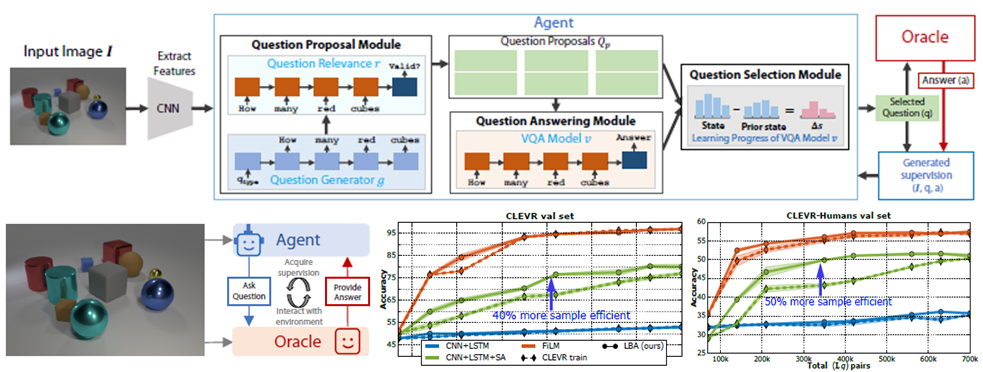 Agent
Input Image I
Extract
Features
CNN
Question Proposal Module
Question Relevance r
Valid?
How many red cubes
How many red cubes
qtype
Question Generator g
Question Proposals Qp
Question Answering Module
VQA Model v
Answer
How many red cubes
Question Selection Module
State
-
Prior state
=
Δs
Learning Progress of VQA Model v
Oracle
Answer (a)
Selected
Question (q)
Generated
supervision
(I, q, a)
Agent
Ask
Question
Acquire
supervision
Interact with
environment
Provide
Answer
Oracle
CLEVR val set
Accuracy
95
85
75
65
55
45
40% more sample efficient
CNN+LSTM
CNN+LSTM+SA
FiLM
CLEVR train
LBA (ours)
CLEVR-Humans val set
Accuracy
60
55
50
45
40
35
30
25
50% more sample efficient
100k 200k 300k 400k 500k 600k 700k
Total (I,q) pairs